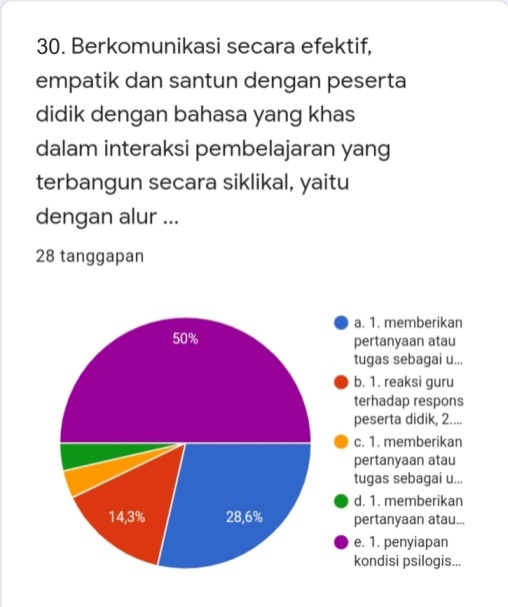 30. Berkomunikasi secara efektif,
empatik dan santun dengan peserta
didik dengan bahasa yang khas
dalam interaksi pembelajaran yang
terbangun secara siklikal, yaitu
dengan alur ...
28 tanggapan
50%
14,3%
28,6%
a. 1. memberikan
pertanyaan atau
tugas sebagai u...
b. 1. reaksi guru
terhadap respons
peserta didik, 2....
c. 1. memberikan
pertanyaan atau
tugas sebagai u...
d. 1. memberikan
pertanyaan atau...
e. 1. penyiapan
kondisi psilogis...